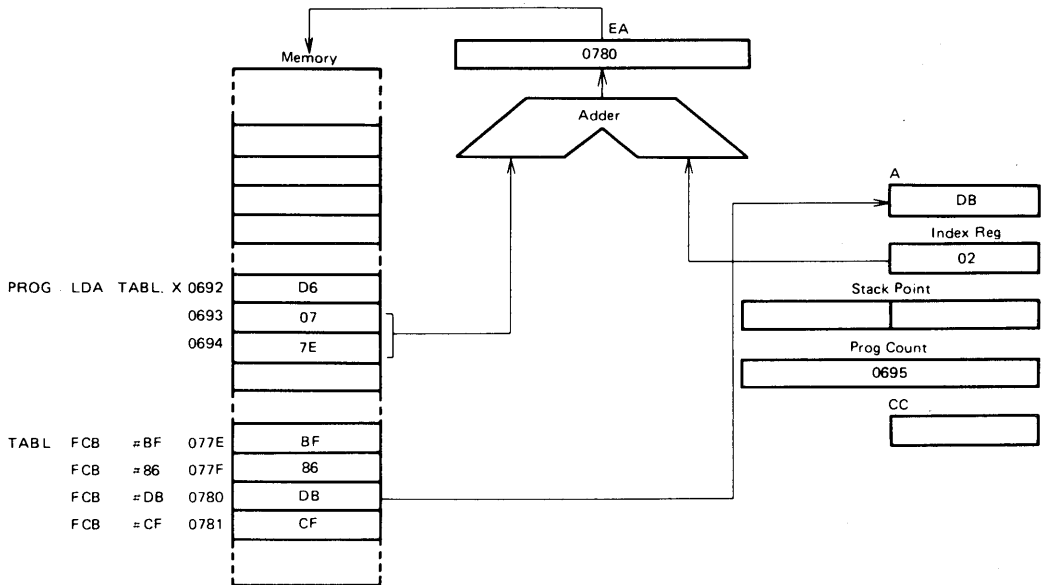 EA
0780
Memory
Adder
A
DB
Index Reg
02
PROG LDA TABL. X 0692 D6
Stack Point
0693 07
0694 7E
Prog Count
0695
CC
TABL FCB #BF 077E BF
FCB #86 077F 86
FCB #DB 0780 DB
FCB #CF 0781 CF